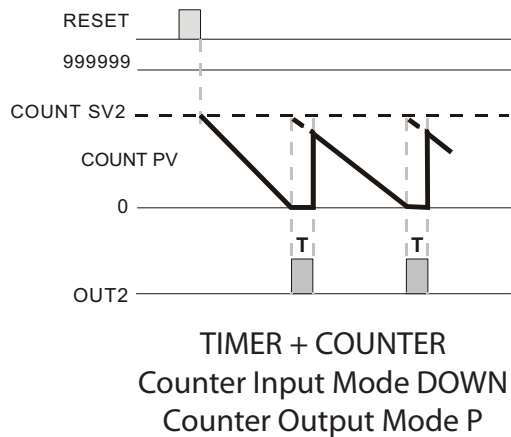 RESET
999999
COUNT SV2
COUNT PV
0
T T
OUT2
TIMER + COUNTER
Counter Input Mode DOWN
Counter Output Mode P